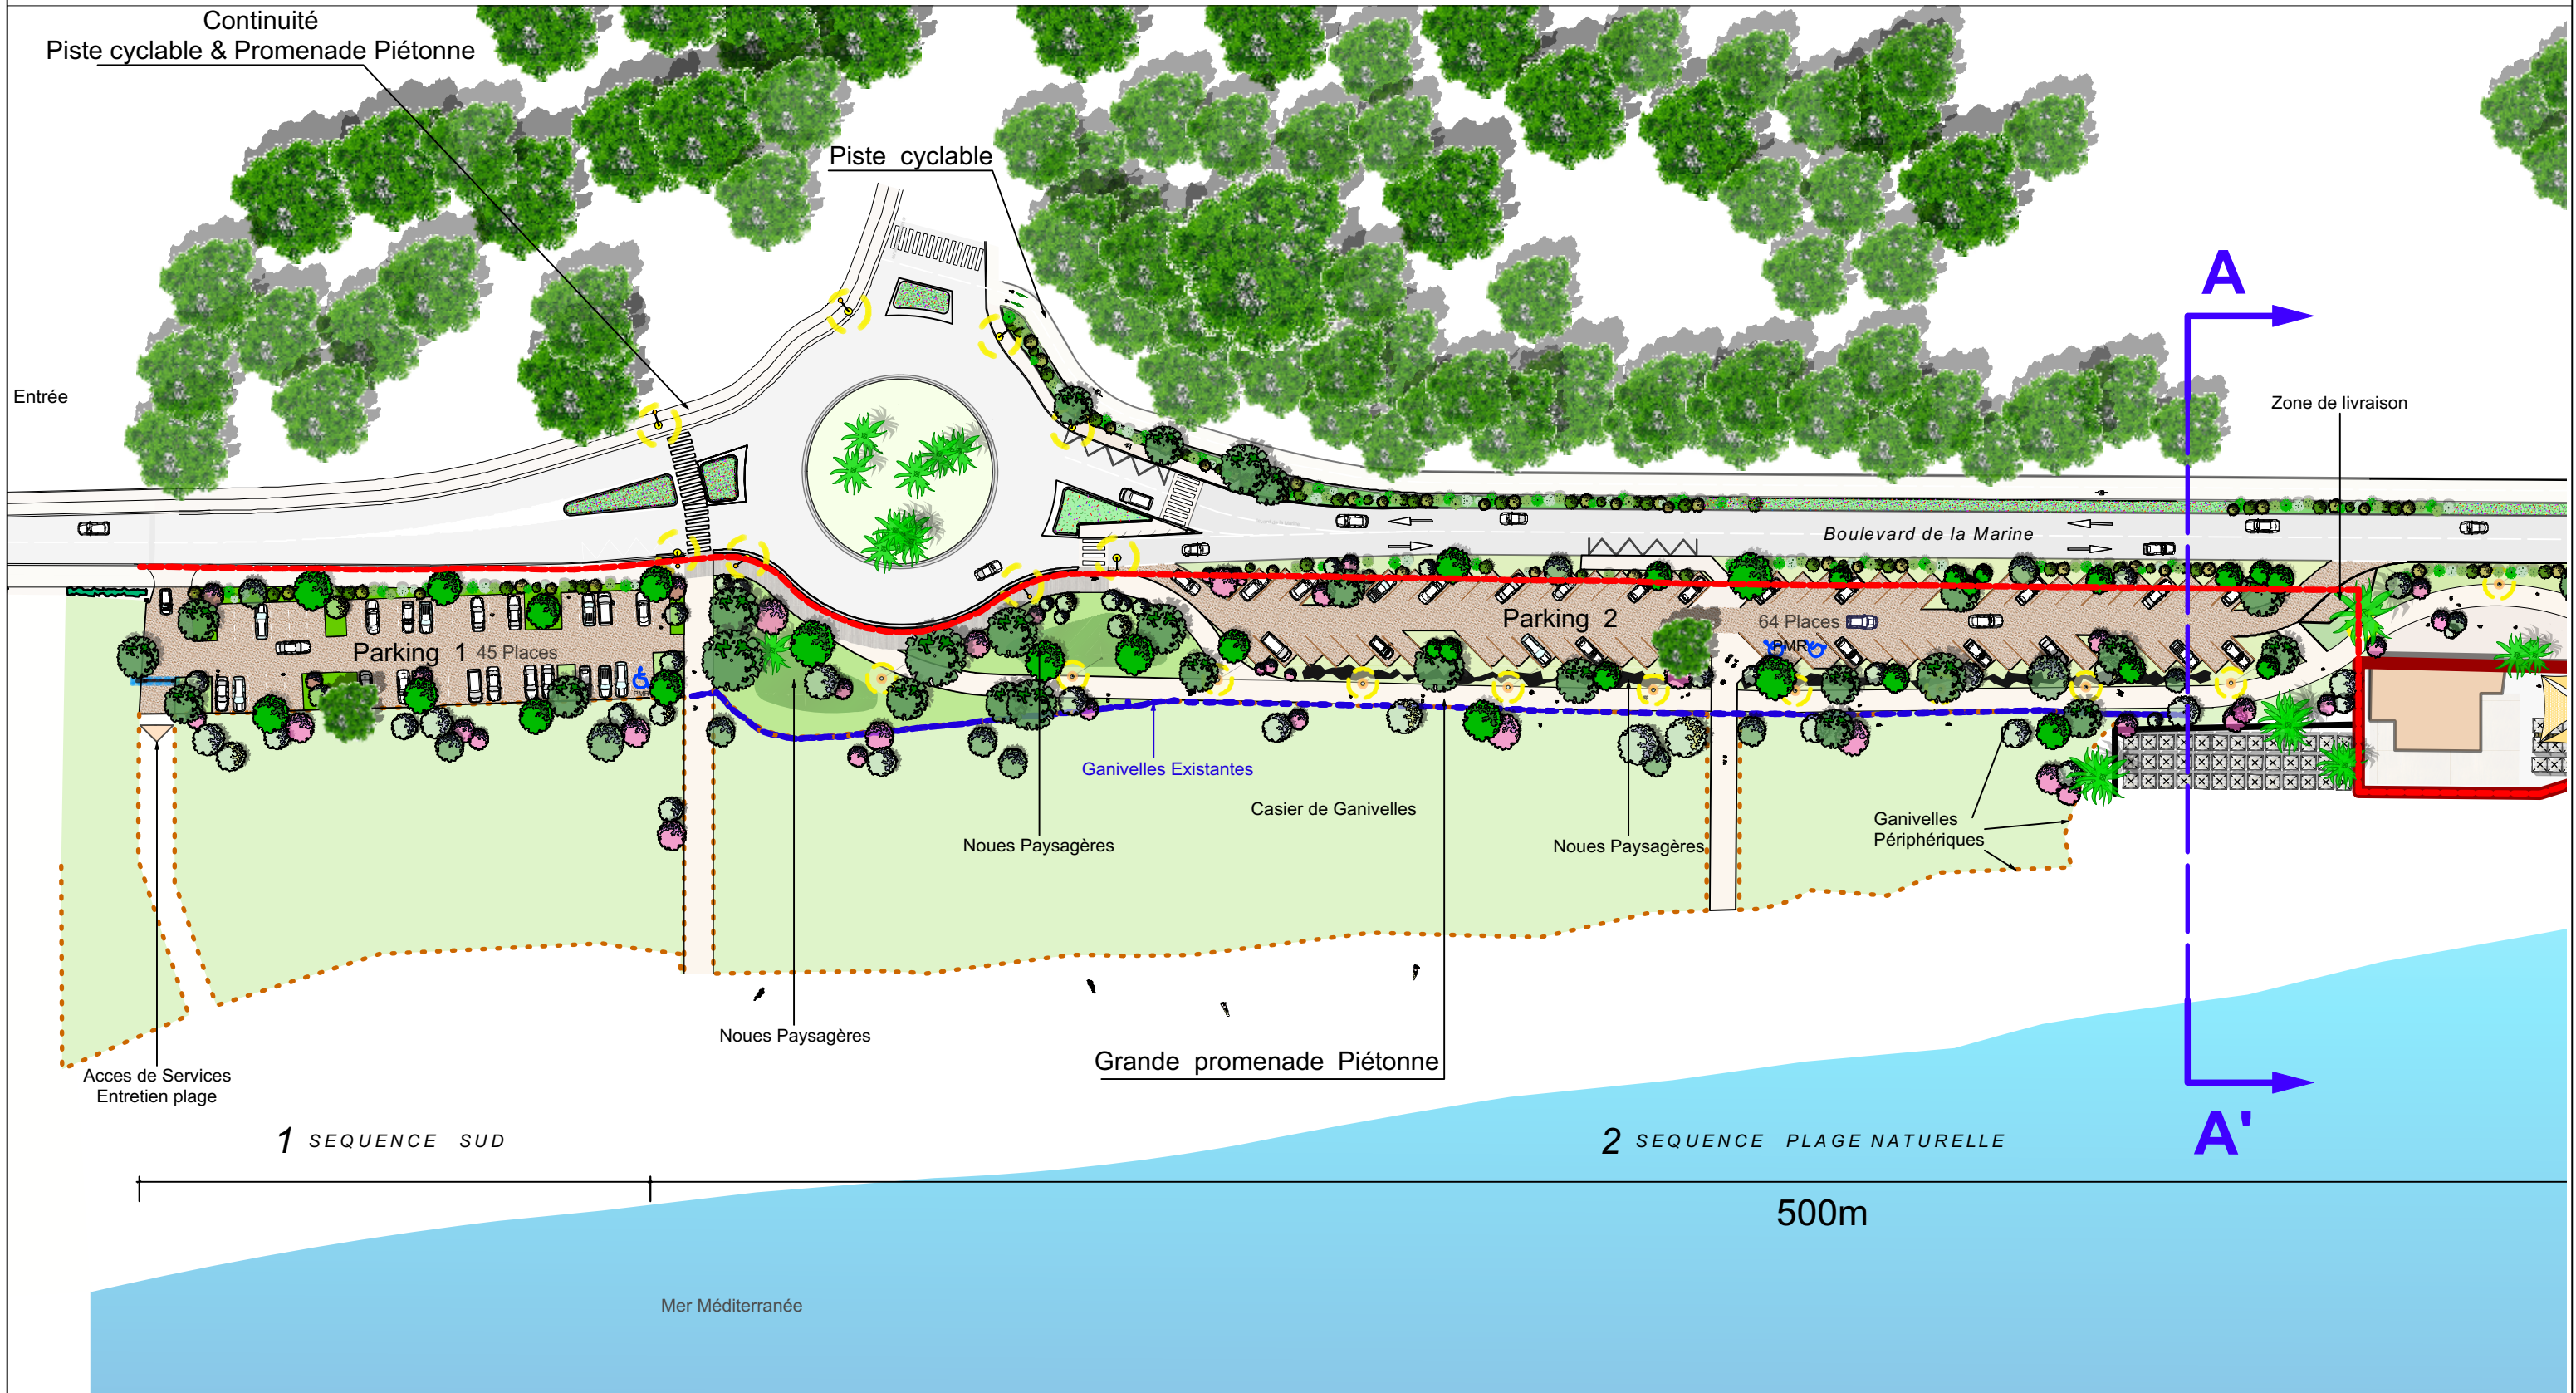 Continuité
Piste cyclable & Promenade Piétonne
Piste cyclable
A
Entrée
Zone de livraison
Boulevard de la Marine
Parking 1 45 Places
PMR
Parking 2
64 Places
PMR
Ganivelles Existantes
Casier de Ganivelles
Noues Paysagères
Noues Paysagères
Ganivelles
Périphériques
Noues Paysagères
Grande promenade Piétonne
Acces de Services
Entretien plage
1 SEQUENCE SUD
2 SEQUENCE PLAGE NATURELLE
A'
500m
Mer Méditerranée